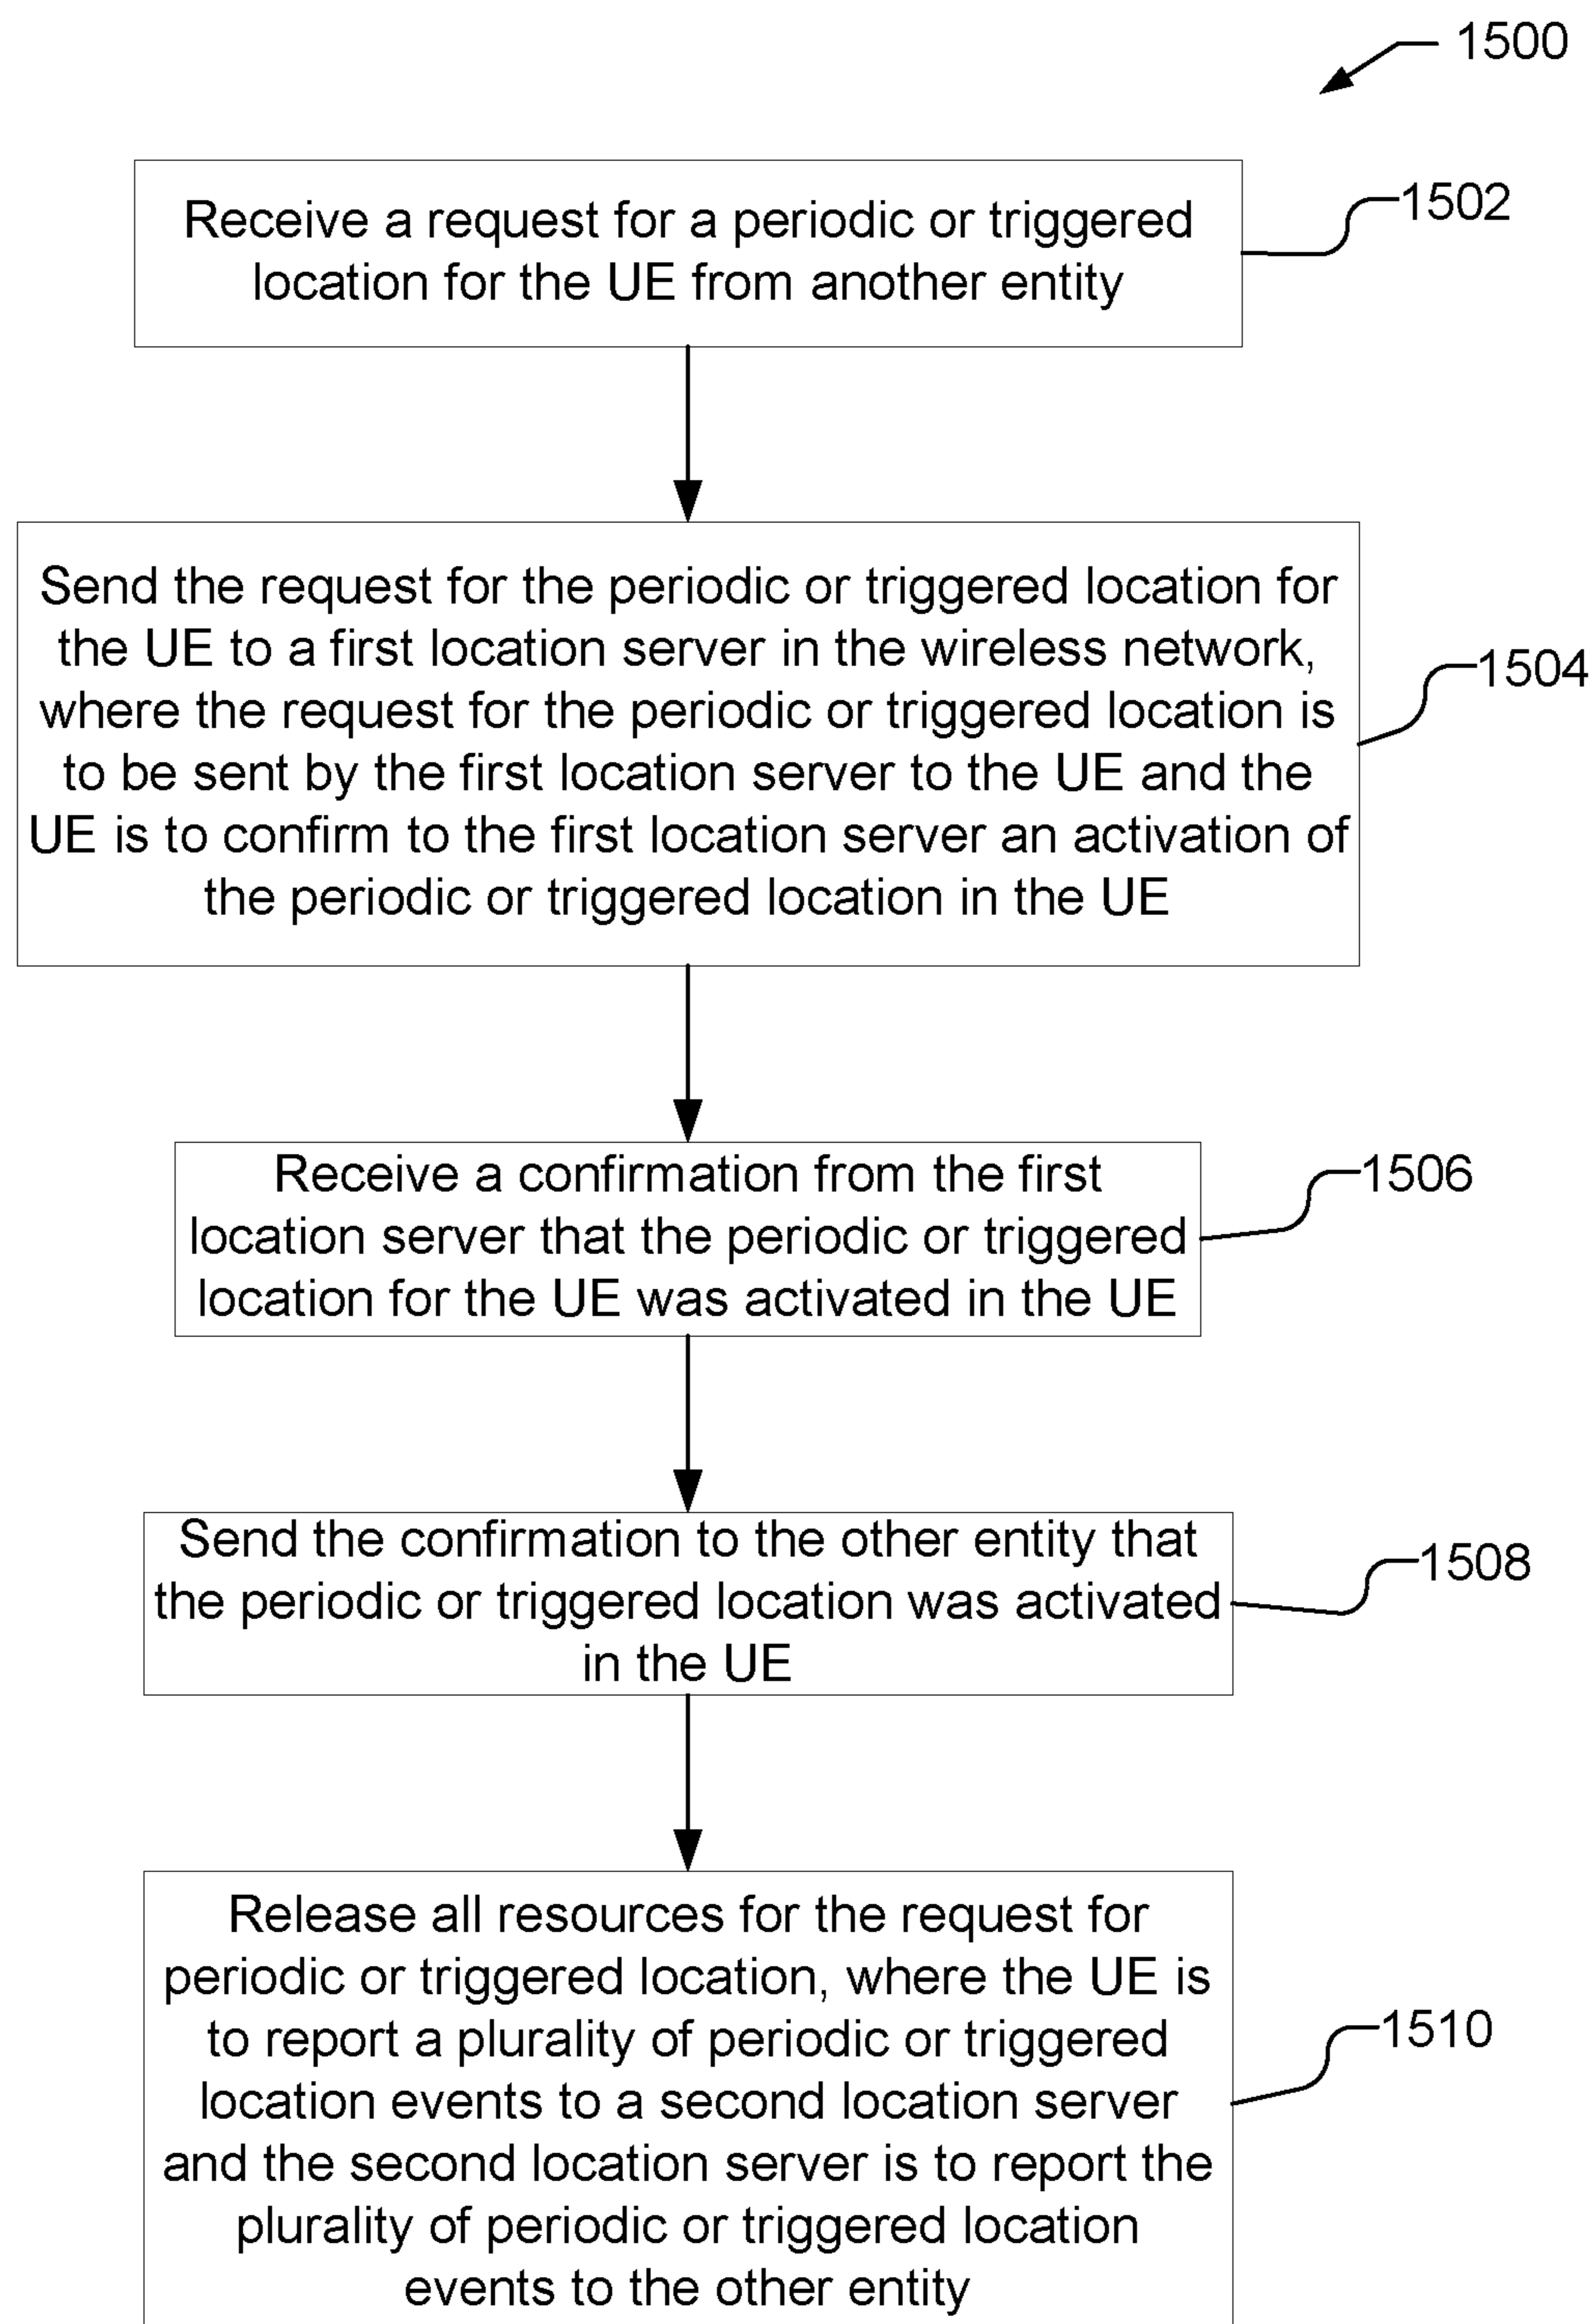 1500
Receive a request for a periodic or triggered
location for the UE from another entity
1502
Send the request for the periodic or triggered location for
the UE to a first location server in the wireless network,
where the request for the periodic or triggered location is
to be sent by the first location server to the UE and the
UE is to confirm to the first location server an activation of
the periodic or triggered location in the UE
1504
Receive a confirmation from the first
location server that the periodic or triggered
location for the UE was activated in the UE
1506
Send the confirmation to the other entity that
the periodic or triggered location was activated
in the UE
1508
Release all resources for the request for
periodic or triggered location, where the UE is
to report a plurality of periodic or triggered
location events to a second location server
and the second location server is to report the
plurality of periodic or triggered location
events to the other entity
1510